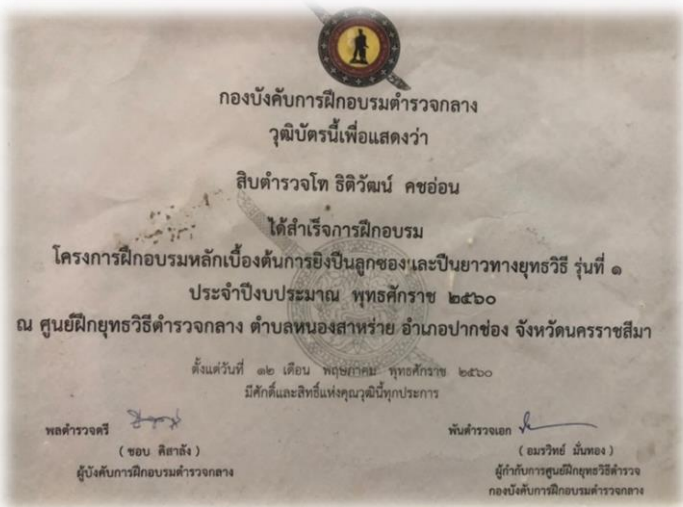 กองบังคับการฝึกอบรมตำรวจกลาง
วุฒิบัตรนี้เพื่อแสดงว่า
สิบตำรวจโท ธิติวัฒน์ คชอ่อน
ได้สำเร็จการฝึกอบรม
โครงการฝึกอบรมหลักเบื้องต้นการยิงปืนลูกซองและปืนยาวทางยุทธวิธี รุ่นที่ ๑
ประจำปีงบประมาณ พุทธศักราช ๒๕๖๐
ณ ศูนย์ฝึกยุทธวิธีตำรวจกลาง ตำบลหนองสาหร่าย อำเภอปากช่อง จังหวัดนครราชสีมา
ตั้งแต่วันที่ ๑๒ เดือน พฤษภาคม พุทธศักราช ๒๕๖๐
มีศักดิ์และสิทธิ์แห่งคุณวุฒินี้ทุกประการ
พลตำรวจตรี
( ชอบ คิสาลัง )
ผู้บังคับการฝึกอบรมตำรวจกลาง
พันตำรวจเอก
( อมรวิทย์ มั่นทอง )
ผู้กำกับการศูนย์ฝึกยุทธวิธีตำรวจ
กองบังคับการฝึกอบรมตำรวจกลาง